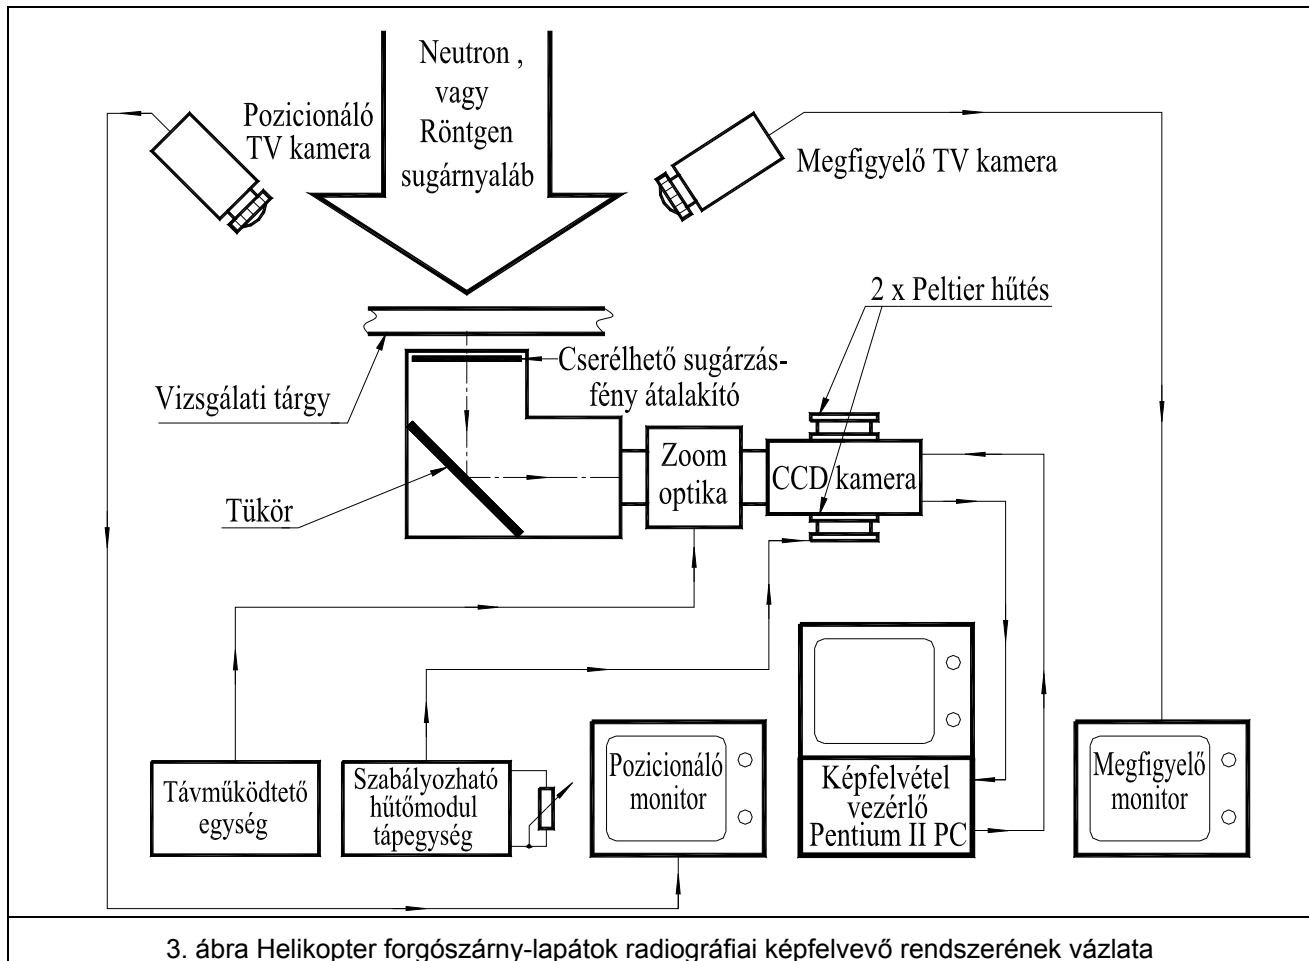 Neutron ,
vagy
Röntgen
sugárnyaláb
Pozicionáló
TV kamera
Megfigyelő TV kamera
2 x Peltier hűtés
Cserélhető sugárzás-
fény átalakító
Vizsgálati tárgy
Zoom
optika
CCD kamera
Tükör
Távműködtető
egység
Szabályozható
hűtőmodul
tápegység
Pozicionáló
monitor
Képfelvétel
vezérlő
Pentium II PC
Megfigyelő
monitor
3. ábra Helikopter forgószárny-lapátok radiográfiai képfelvevő rendszerének vázlata